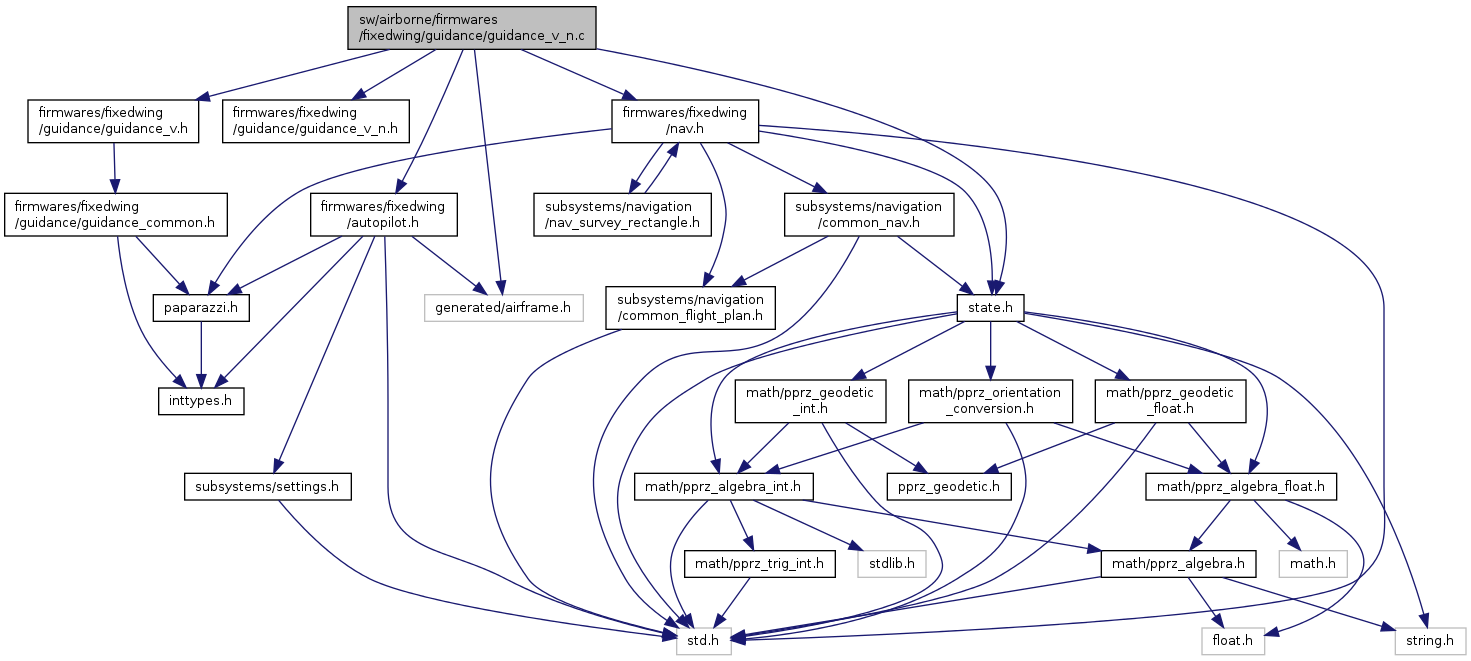 sw/airborne/firmwares
/fixedwing/guidance/guidance_v_n.c
firmwares/fixedwing
/guidance/guidance_v.h
firmwares/fixedwing
/guidance/guidance_v_n.h
firmwares/fixedwing
/nav.h
firmwares/fixedwing
/guidance/guidance_common.h
firmwares/fixedwing
/autopilot.h
subsystems/navigation
/nav_survey_rectangle.h
subsystems/navigation
/common_nav.h
paparazzi.h
generated/airframe.h
subsystems/navigation
/common_flight_plan.h
state.h
inttypes.h
math/pprz_geodetic
_int.h
math/pprz_orientation
_conversion.h
math/pprz_geodetic
_float.h
subsystems/settings.h
math/pprz_algebra_int.h
pprz_geodetic.h
math/pprz_algebra_float.h
math/pprz_trig_int.h
stdlib.h
math/pprz_algebra.h
math.h
std.h
float.h
string.h